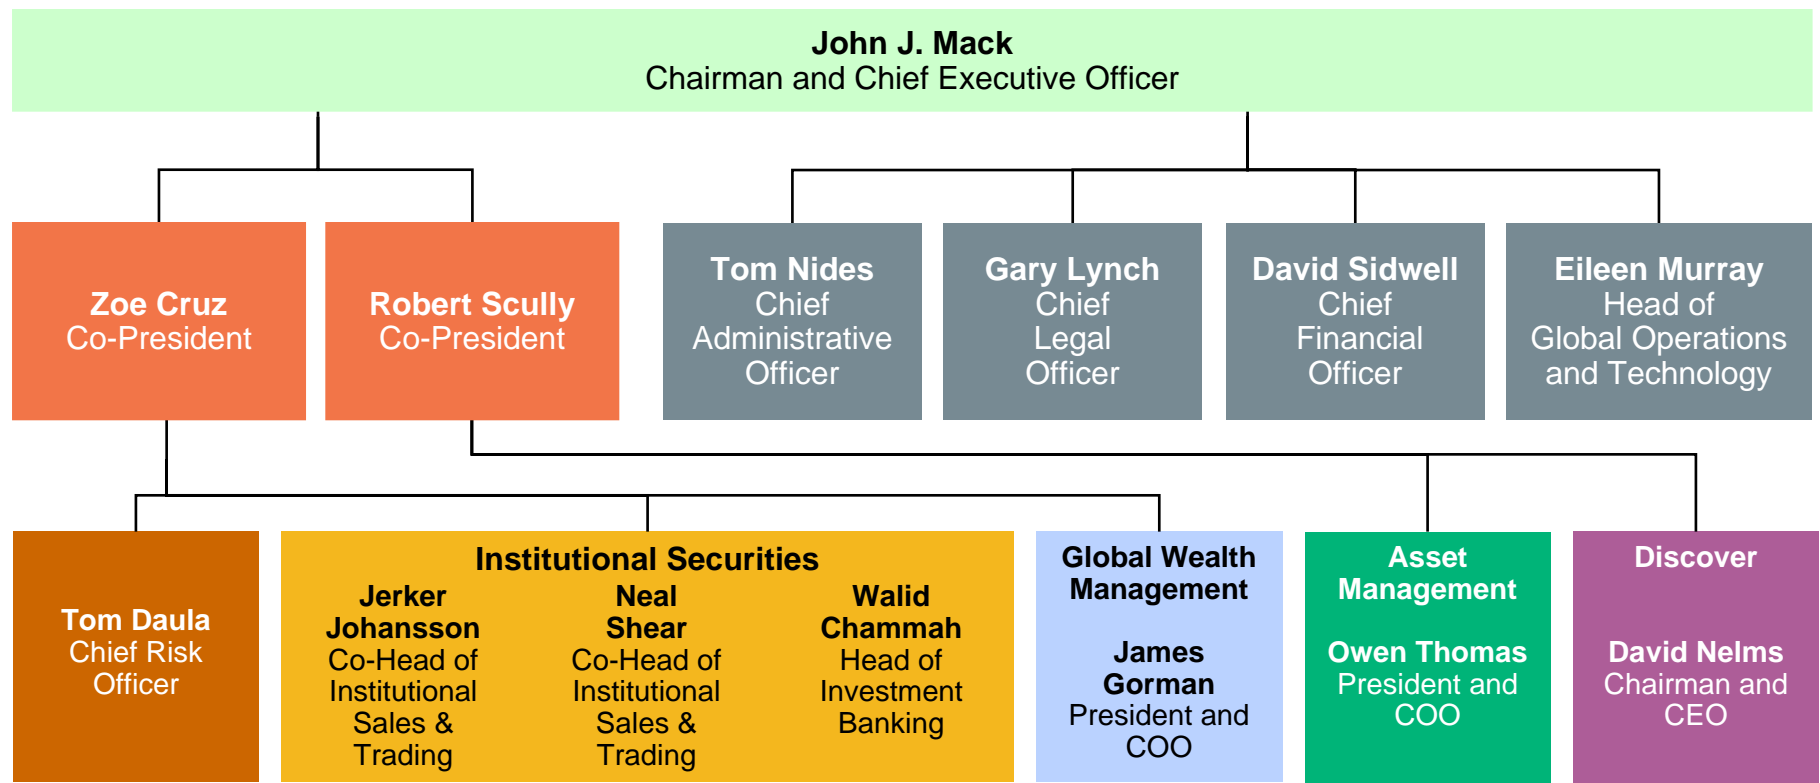 John J. Mack
Chairman and Chief Executive Officer
Zoe Cruz
Co-President
Robert Scully
Co-President
Tom Nides
Chief
Administrative
Officer
Gary Lynch
Chief
Legal
Officer
David Sidwell
Chief
Financial
Officer
Eileen Murray
Head of
Global Operations
and Technology
Tom Daula
Chief Risk
Officer
Institutional Securities
Jerker
Johansson
Co-Head of
Institutional
Sales &
Trading
Neal
Shear
Co-Head of
Institutional
Sales &
Trading
Walid
Chammah
Head of
Investment
Banking
Global Wealth
Management
James
Gorman
President and
COO
Asset
Management
Owen Thomas
President and
COO
Discover
David Nelms
Chairman and
CEO